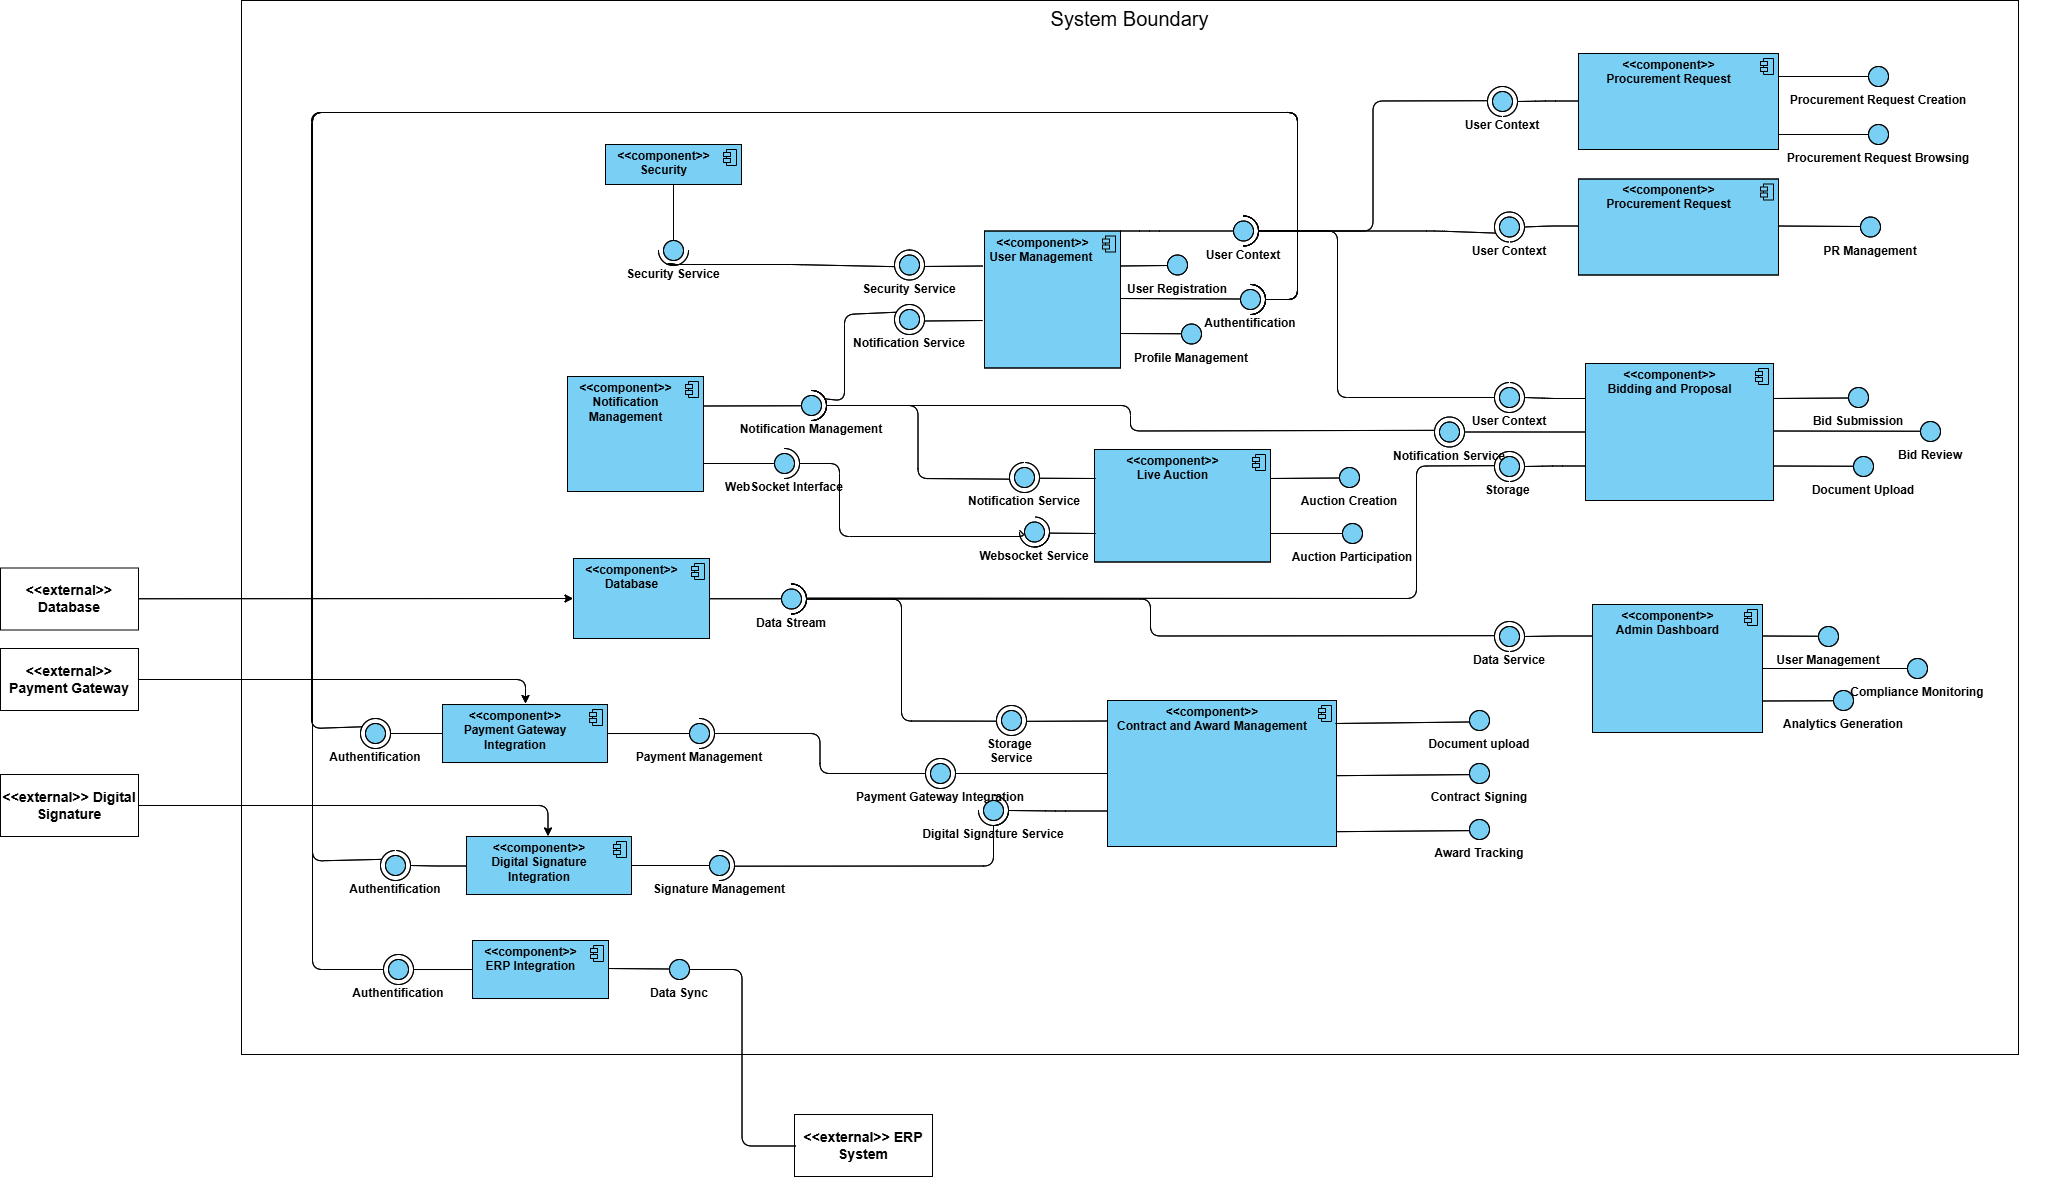 System Boundary
<<component>>
Procurement Request
Procurement Request Creation
User Context
Procurement Request Browsing
<<component>>
Security
<<component>>
Procurement Request
User Context
PR Management
User Context
Security Service
<<component>>
User Management
Security Service
User Registration
Authentification
Notification Service
Profile Management
<<component>>
Notification
Management
Notification Management
WebSocket Interface
<<component>>
Bidding and Proposal
User Context
Bid Submission
Notification Service
Bid Review
Storage
Document Upload
<<component>>
Live Auction
Notification Service
Auction Creation
Websocket Service
Auction Participation
<<external>>
Database
<<component>>
Database
Data Stream
<<component>>
Admin Dashboard
Data Service
User Management
Compliance Monitoring
Analytics Generation
<<external>>
Payment Gateway
<<component>>
Payment Gateway
Integration
Authentification
Payment Management
<<component>>
Contract and Award Management
Storage
Service
Document upload
Payment Gateway Integration
Contract Signing
Digital Signature Service
Award Tracking
<<external>> Digital
Signature
<<component>>
Digital Signature
Integration
Authentification
Signature Management
<<component>>
ERP Integration
Authentification
Data Sync
<<external>> ERP
System